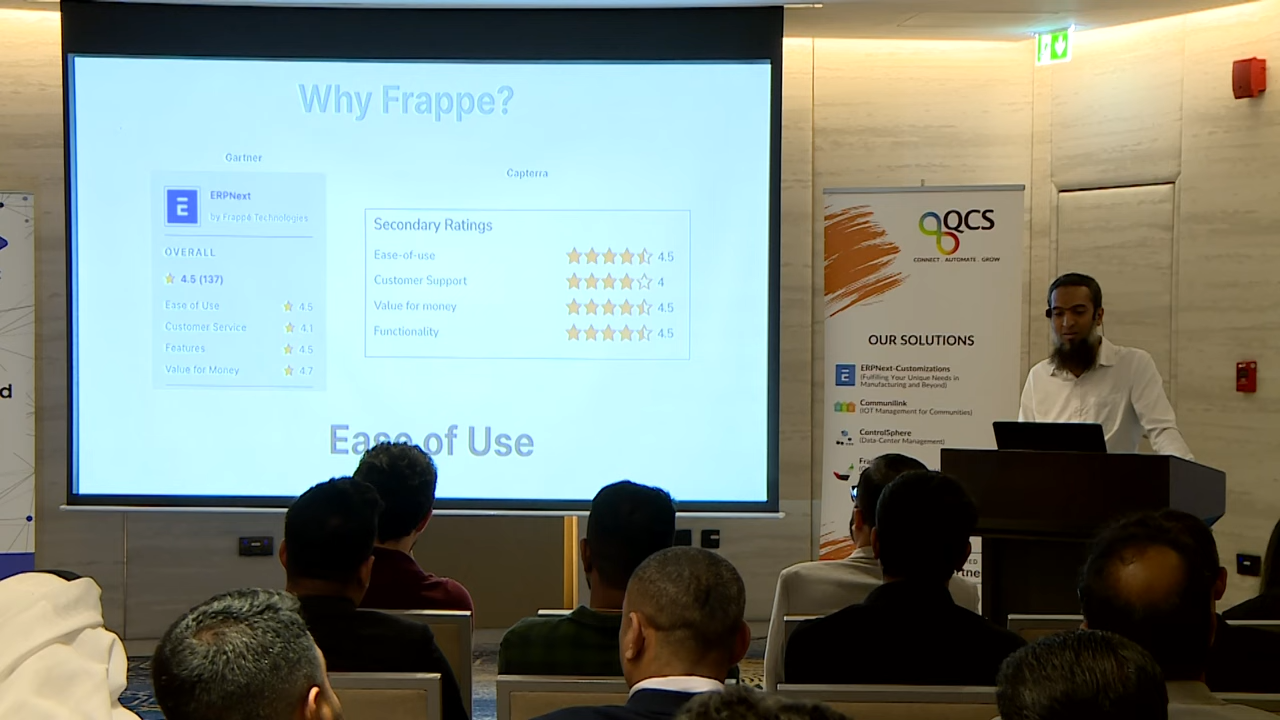 Why Frappe?
Gartner
ERPNext
by Frappé Technologies
OVERALL
4.5 (137)
Ease of Use 4.5
Customer Service 4.1
Features 4.5
Value for Money 4.7
Capterra
Secondary Ratings
Ease-of-use 4.5
Customer Support 4
Value for money 4.5
Functionality 4.5
Ease of Use
QCS
CONNECT . AUTOMATE . GROW
OUR SOLUTIONS
ERPNext-Customizations
(Fulfilling Your Unique Needs in
Manufacturing and Beyond)
Communilink
(IOT Management for Communities)
ControlSphere
(Data-Center Management)
d